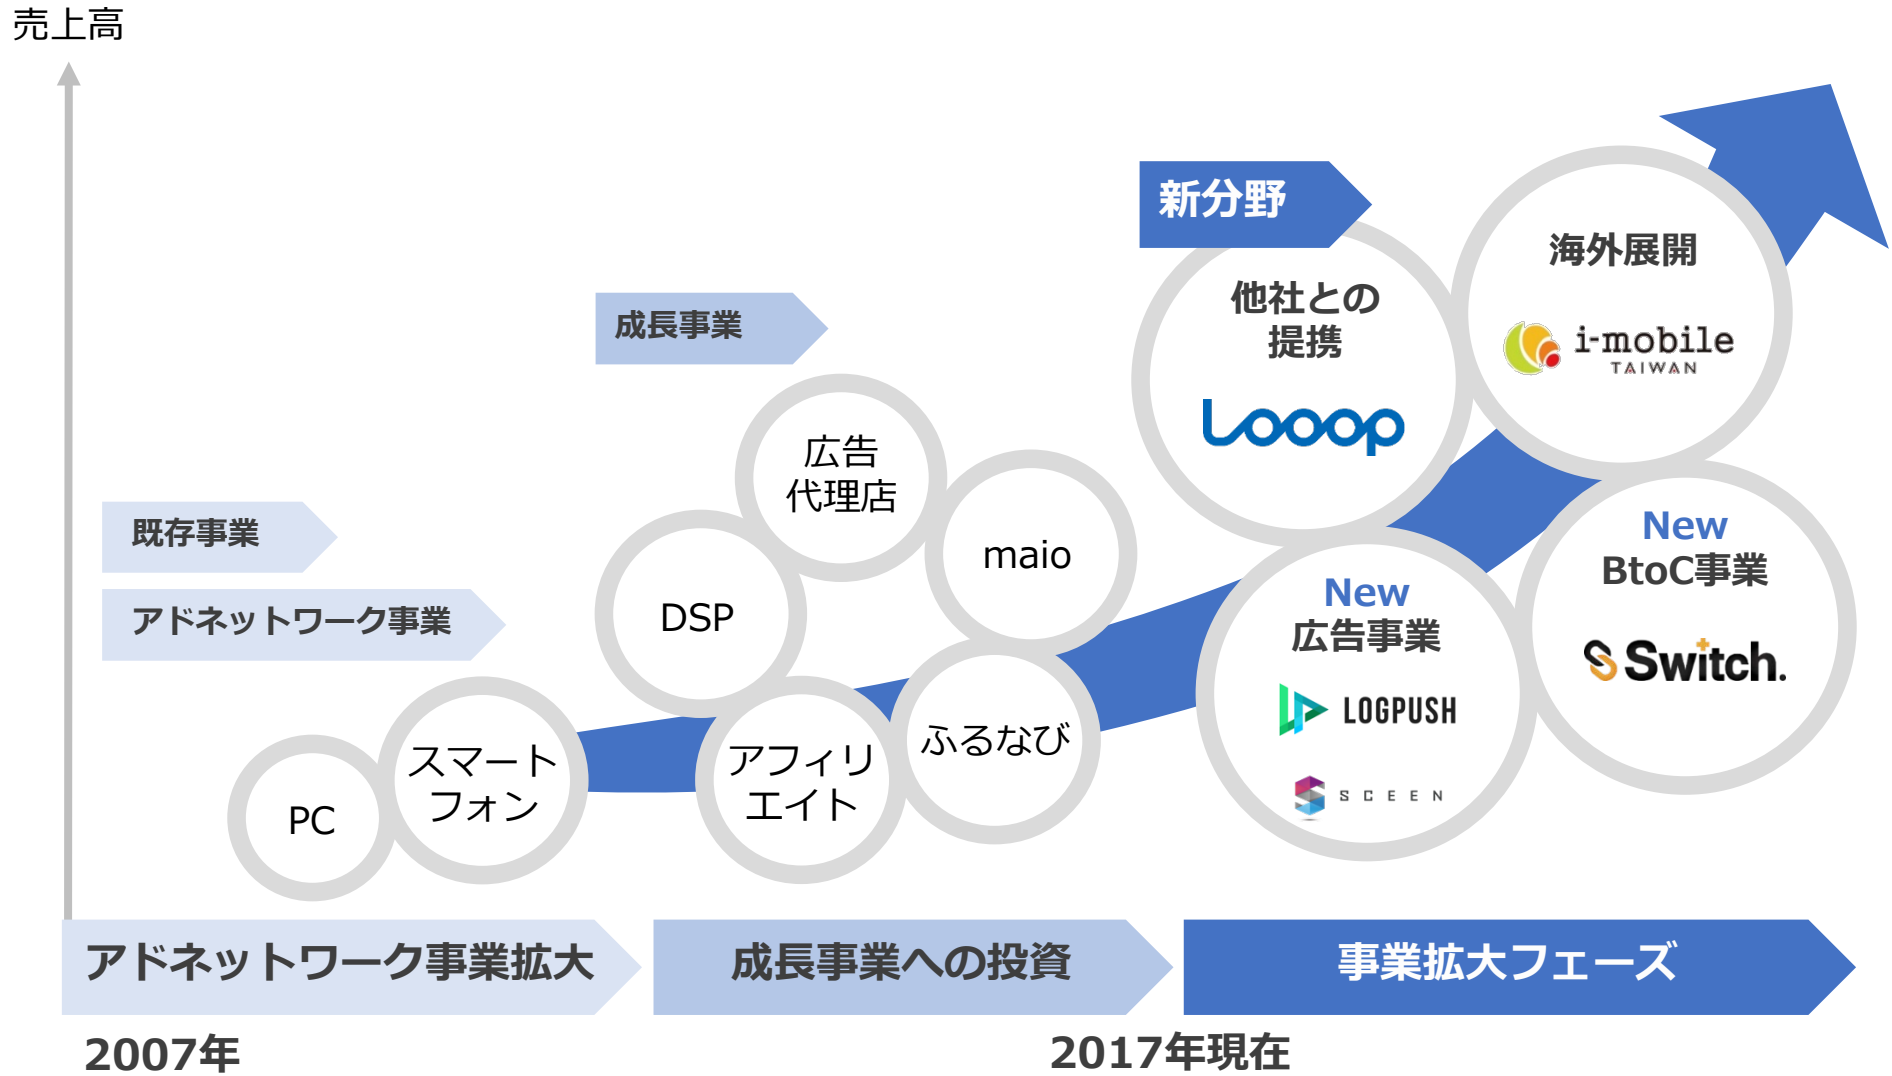 売上高
新分野
海外展開
i-mobile
TAIWAN
他社との
提携
Looop
成長事業
広告
代理店
maio
既存事業
アドネットワーク事業
DSP
New
BtoC事業
Switch.
New
広告事業
LOGPUSH
SCEEN
スマート
フォン
PC
アフィリ
エイト
ふるなび
アドネットワーク事業拡大
成長事業への投資
事業拡大フェーズ
2007年
2017年現在